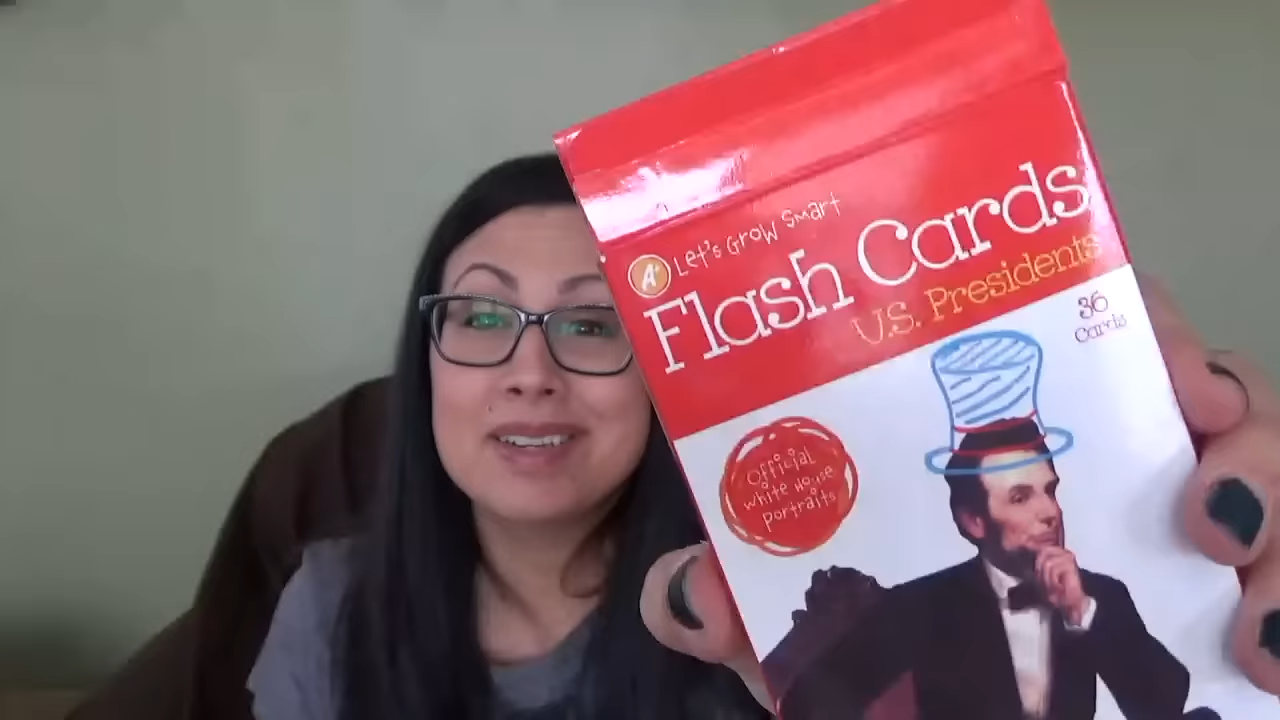 A+ Let's Grow Smart
Flash Cards
U.S. Presidents
36
Cards
Official
White House
portraits